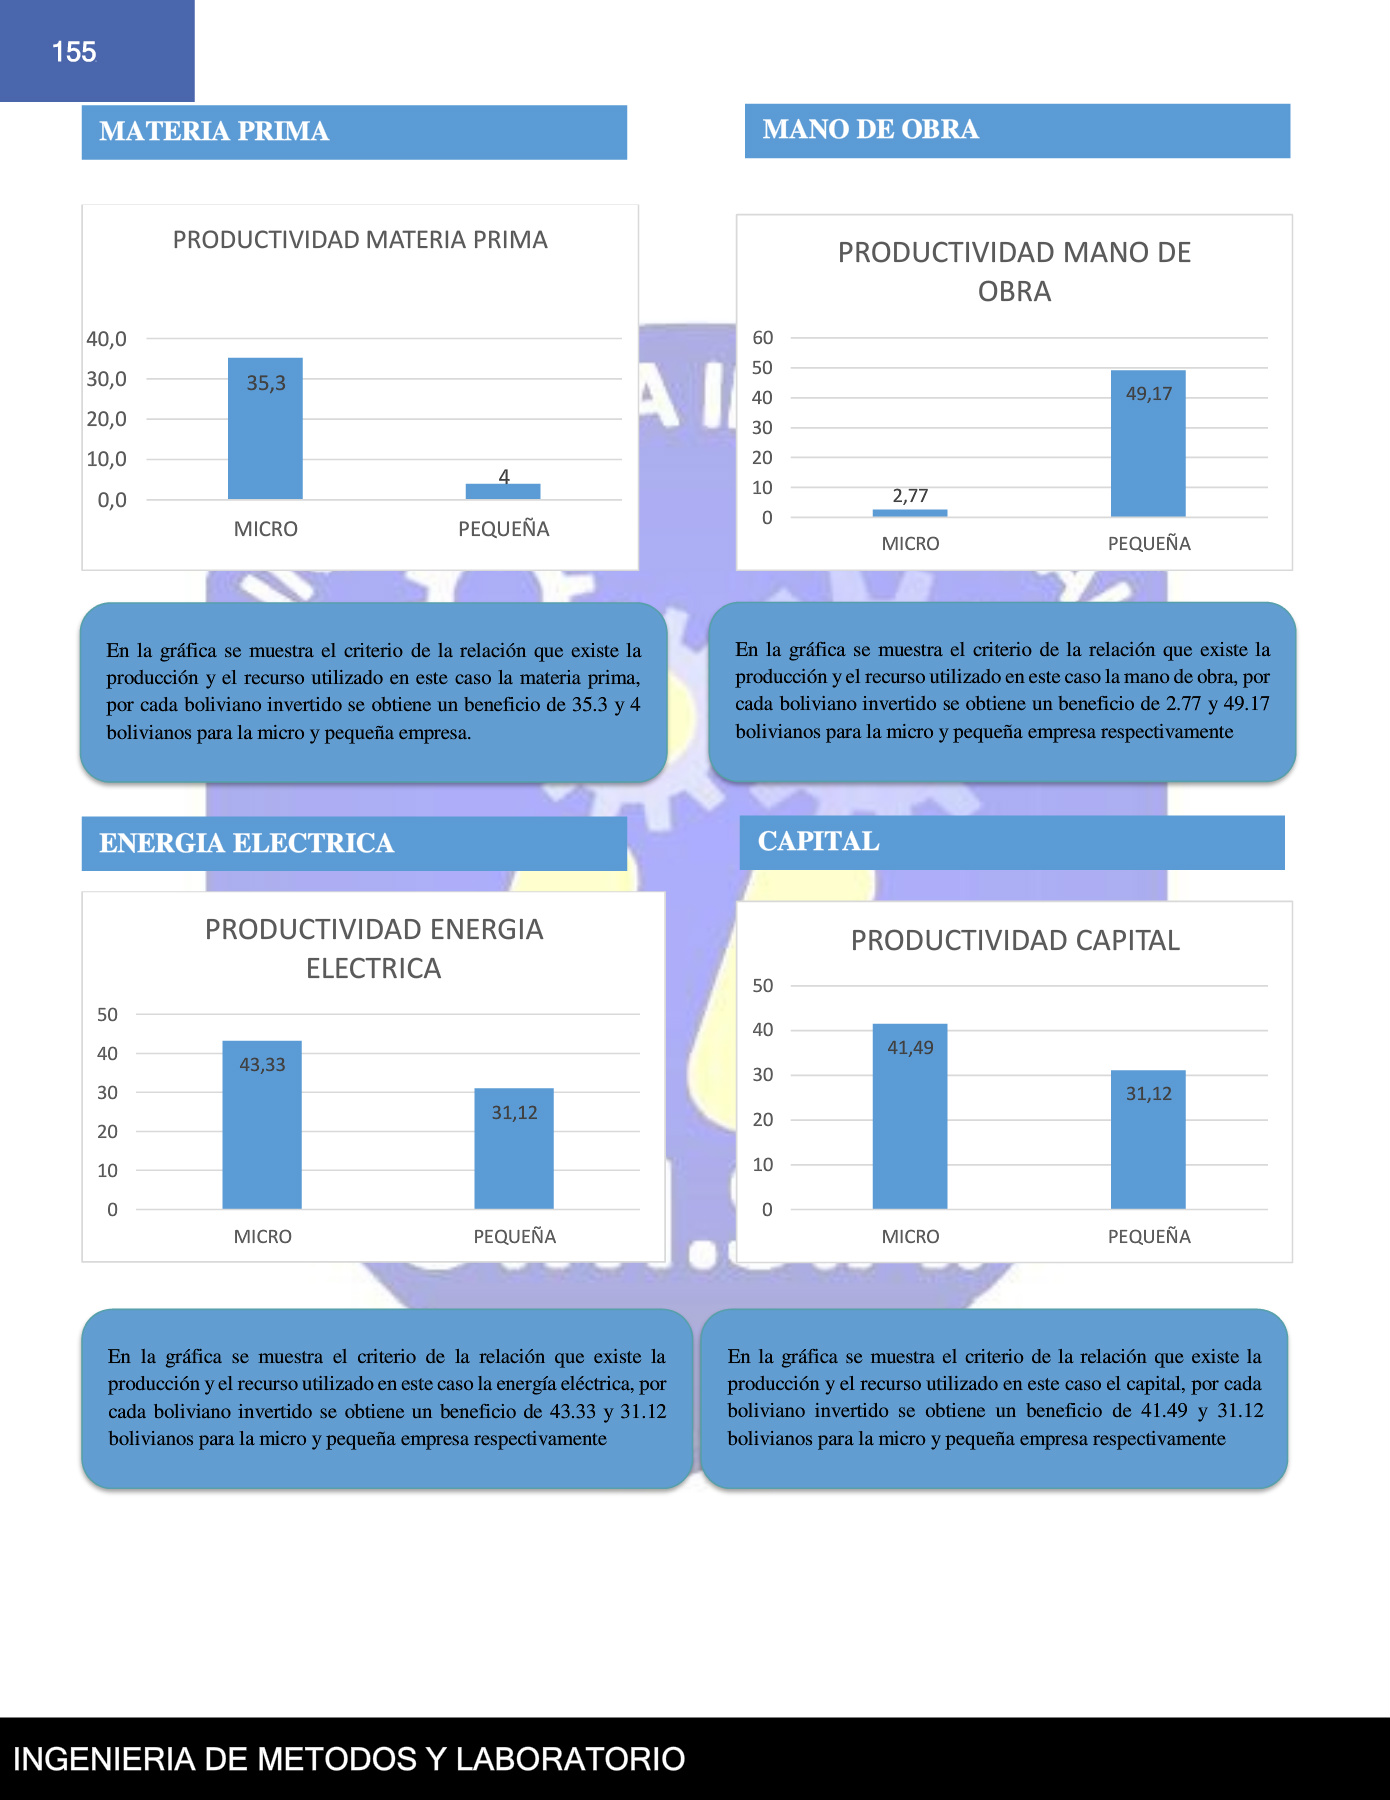 155
MATERIA PRIMA
MANO DE OBRA
PRODUCTIVIDAD MATERIA PRIMA
40,0
30,0
20,0
10,0
0,0
35,3
4
MICRO
PEQUEÑA
PRODUCTIVIDAD MANO DE
OBRA
60
50
40
30
20
10
0
2,77
49,17
MICRO
PEQUEÑA
En la gráfica se muestra el criterio de la relación que existe la
producción y el recurso utilizado en este caso la materia prima,
por cada boliviano invertido se obtiene un beneficio de 35.3 y 4
bolivianos para la micro y pequeña empresa.
En la gráfica se muestra el criterio de la relación que existe la
producción y el recurso utilizado en este caso la mano de obra, por
cada boliviano invertido se obtiene un beneficio de 2.77 y 49.17
bolivianos para la micro y pequeña empresa respectivamente
ENERGIA ELECTRICA
CAPITAL
PRODUCTIVIDAD ENERGIA
ELECTRICA
50
40
30
20
10
0
43,33
31,12
MICRO
PEQUEÑA
PRODUCTIVIDAD CAPITAL
50
40
30
20
10
0
41,49
31,12
MICRO
PEQUEÑA
En la gráfica se muestra el criterio de la relación que existe la
producción y el recurso utilizado en este caso la energía eléctrica, por
cada boliviano invertido se obtiene un beneficio de 43.33 y 31.12
bolivianos para la micro y pequeña empresa respectivamente
En la gráfica se muestra el criterio de la relación que existe la
producción y el recurso utilizado en este caso el capital, por cada
boliviano invertido se obtiene un beneficio de 41.49 y 31.12
bolivianos para la micro y pequeña empresa respectivamente
INGENIERIA DE METODOS Y LABORATORIO